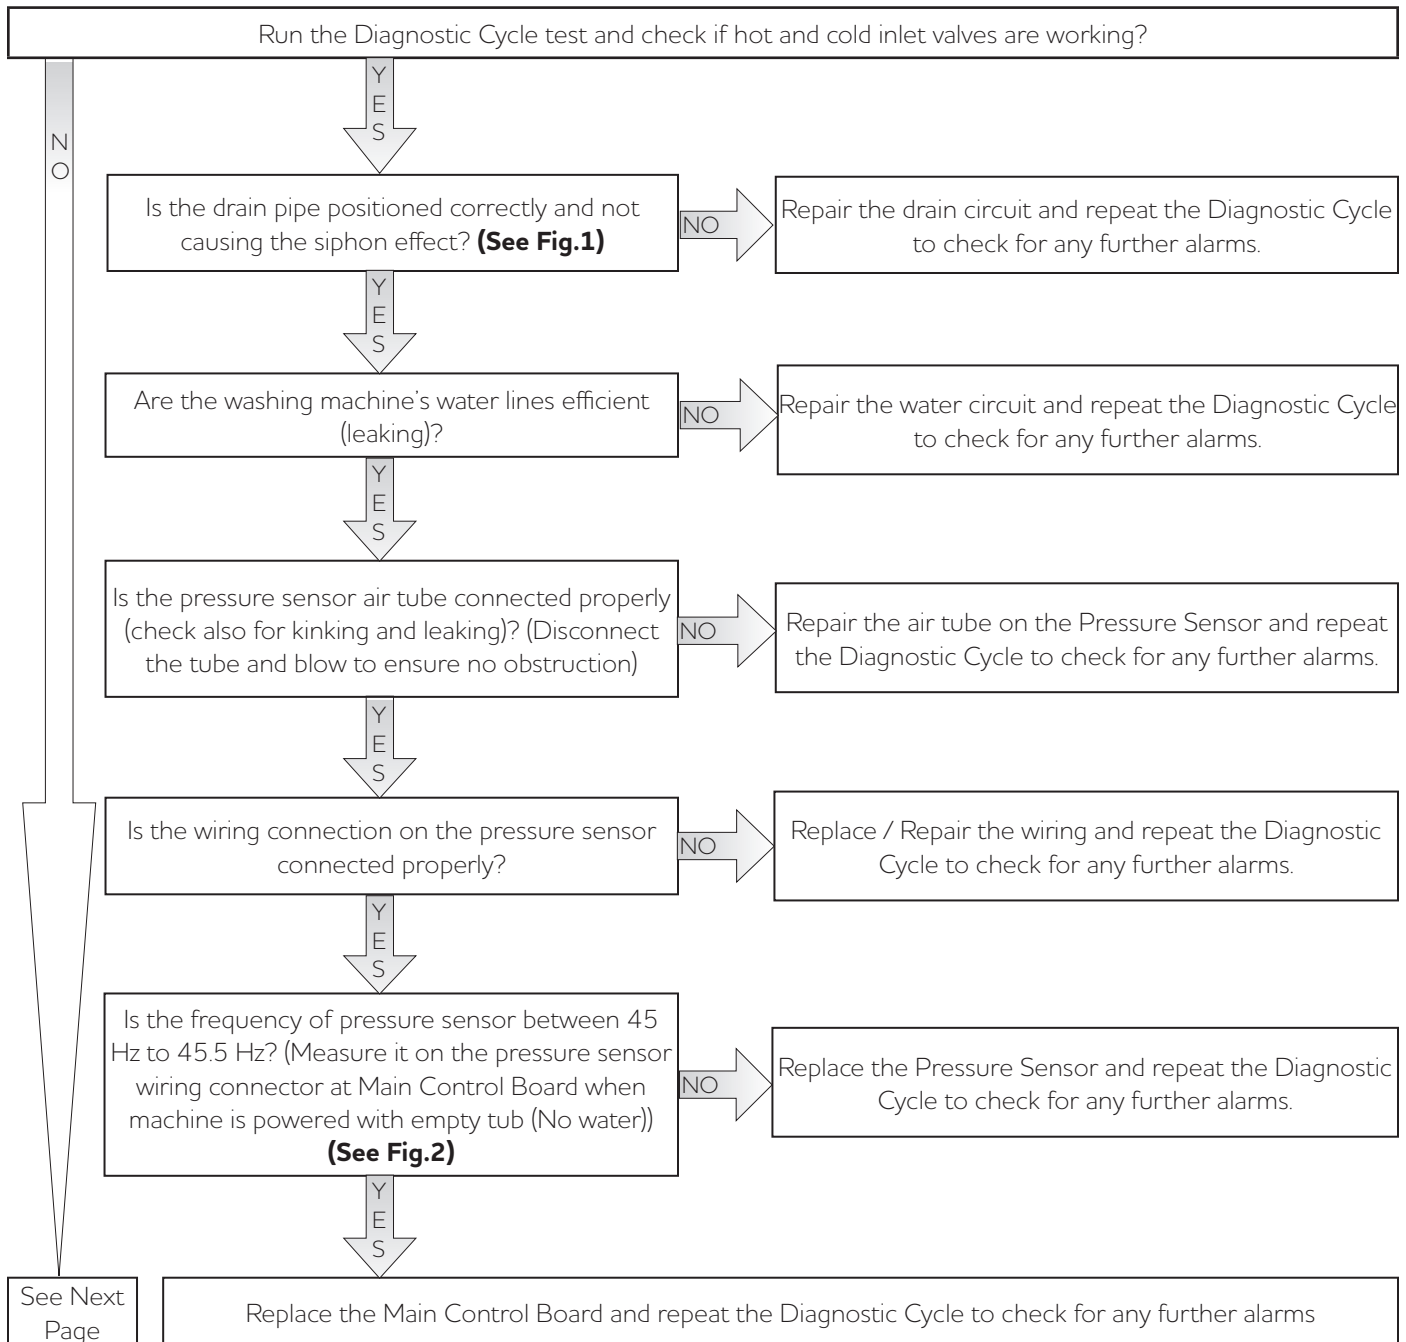 Run the Diagnostic Cycle test and check if hot and cold inlet valves are working?
YES
NO
Is the drain pipe positioned correctly and not
causing the siphon effect? (See Fig.1)
NO
Repair the drain circuit and repeat the Diagnostic Cycle
to check for any further alarms.
YES
Are the washing machine's water lines efficient
(leaking)?
NO
Repair the water circuit and repeat the Diagnostic Cycle
to check for any further alarms.
YES
Is the pressure sensor air tube connected properly
(check also for kinking and leaking)? (Disconnect
the tube and blow to ensure no obstruction)
NO
Repair the air tube on the Pressure Sensor and repeat
the Diagnostic Cycle to check for any further alarms.
YES
Is the wiring connection on the pressure sensor
connected properly?
NO
Replace / Repair the wiring and repeat the Diagnostic
Cycle to check for any further alarms.
YES
Is the frequency of pressure sensor between 45
Hz to 45.5 Hz? (Measure it on the pressure sensor
wiring connector at Main Control Board when
machine is powered with empty tub (No water))
(See Fig.2)
NO
Replace the Pressure Sensor and repeat the Diagnostic
Cycle to check for any further alarms.
YES
See Next
Page
Replace the Main Control Board and repeat the Diagnostic Cycle to check for any further alarms